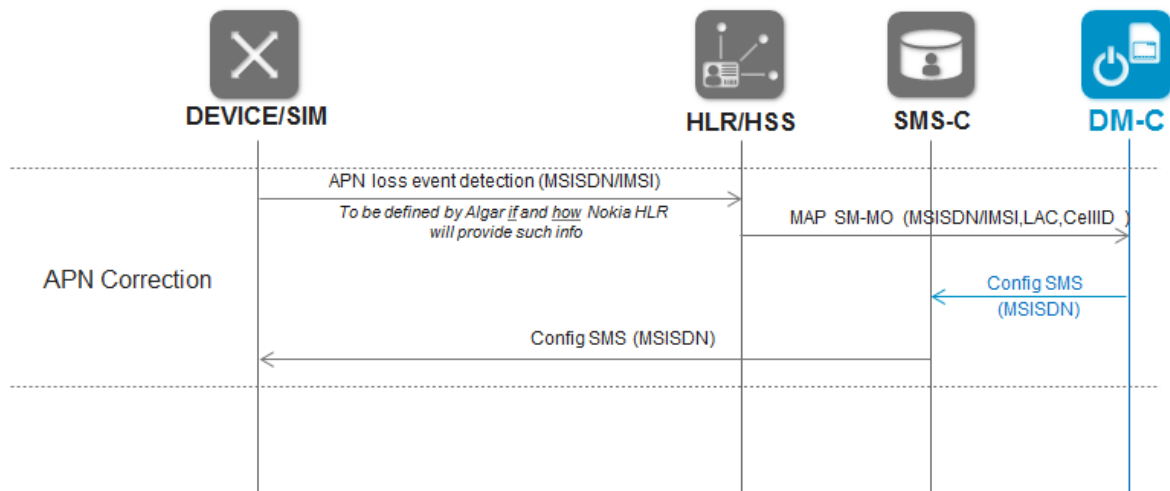 DEVICE/SIM
HLR/HSS
SMS-C
DM-C
APN loss event detection (MSISDN/IMSI)
To be defined by Algar if and how Nokia HLR
will provide such info
MAP SM-MO (MSISDN/IMSI,LAC,CellID )
APN Correction
Config SMS
(MSISDN)
Config SMS (MSISDN)